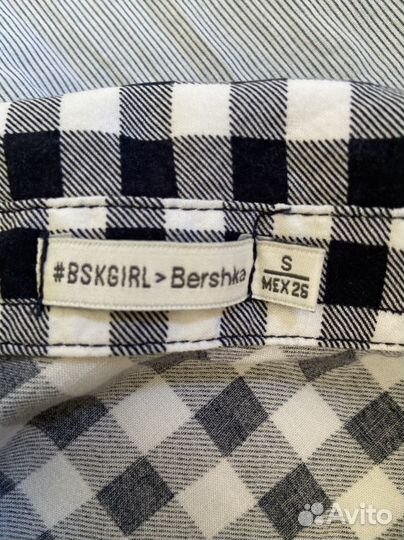 #BSKGIRL > Bershka
S
MEX 26
Avito